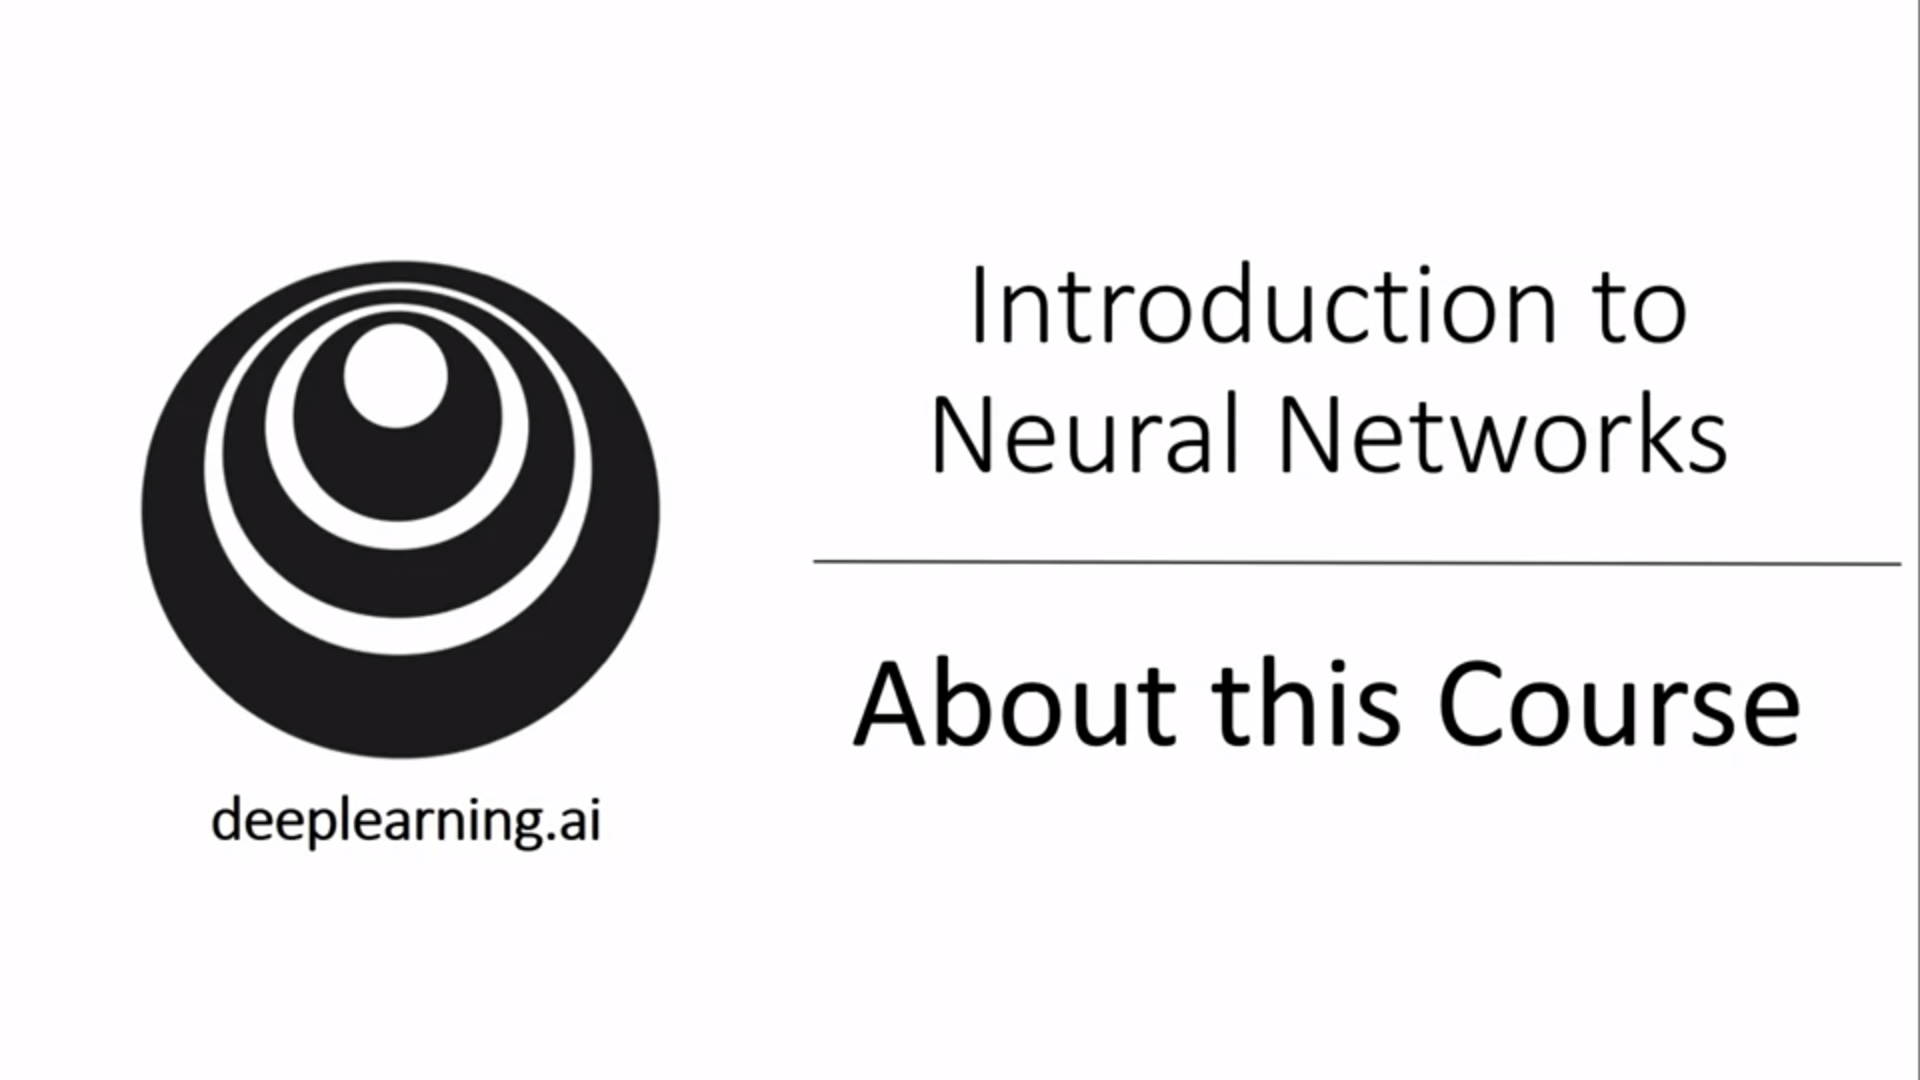 deeplearning.ai
Introduction to
Neural Networks
About this Course